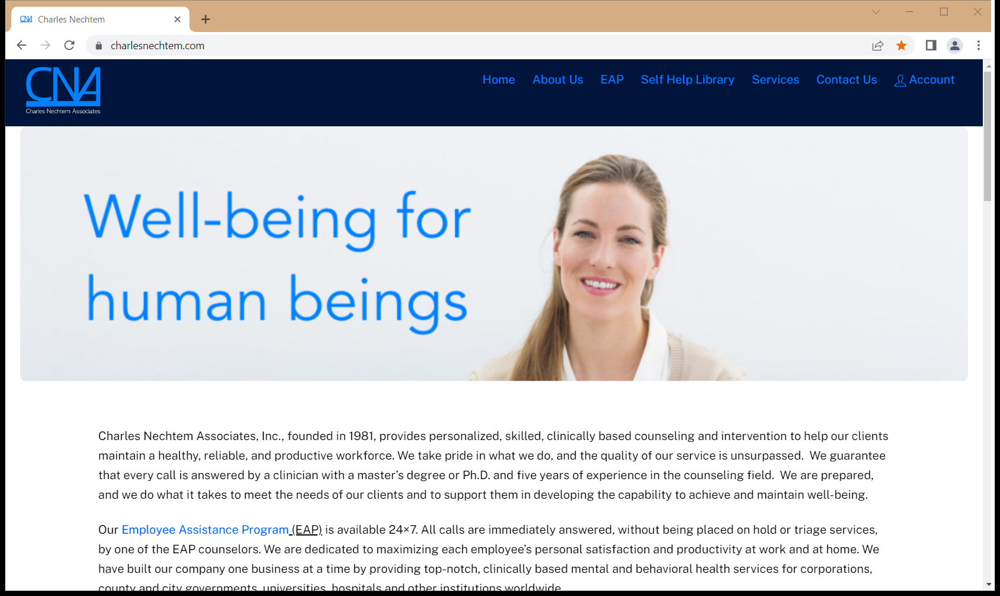 CNA Charles Nechtem
charlesnechtem.com
CNA
Charles Nechtem Associates
Home About Us EAP Self Help Library Services Contact Us Account
Well-being for
human beings
Charles Nechtem Associates, Inc., founded in 1981, provides personalized, skilled, clinically based counseling and intervention to help our clients
maintain a healthy, reliable, and productive workforce. We take pride in what we do, and the quality of our service is unsurpassed.  We guarantee
that every call is answered by a clinician with a master’s degree or Ph.D. and five years of experience in the counseling field.  We are prepared,
and we do what it takes to meet the needs of our clients and to support them in developing the capability to achieve and maintain well-being.
Our Employee Assistance Program (EAP) is available 24×7. All calls are immediately answered, without being placed on hold or triage services,
by one of the EAP counselors. We are dedicated to maximizing each employee’s personal satisfaction and productivity at work and at home. We
have built our company one business at a time by providing top-notch, clinically based mental and behavioral health services for corporations,
county and city governments, universities, hospitals and other institutions worldwide.